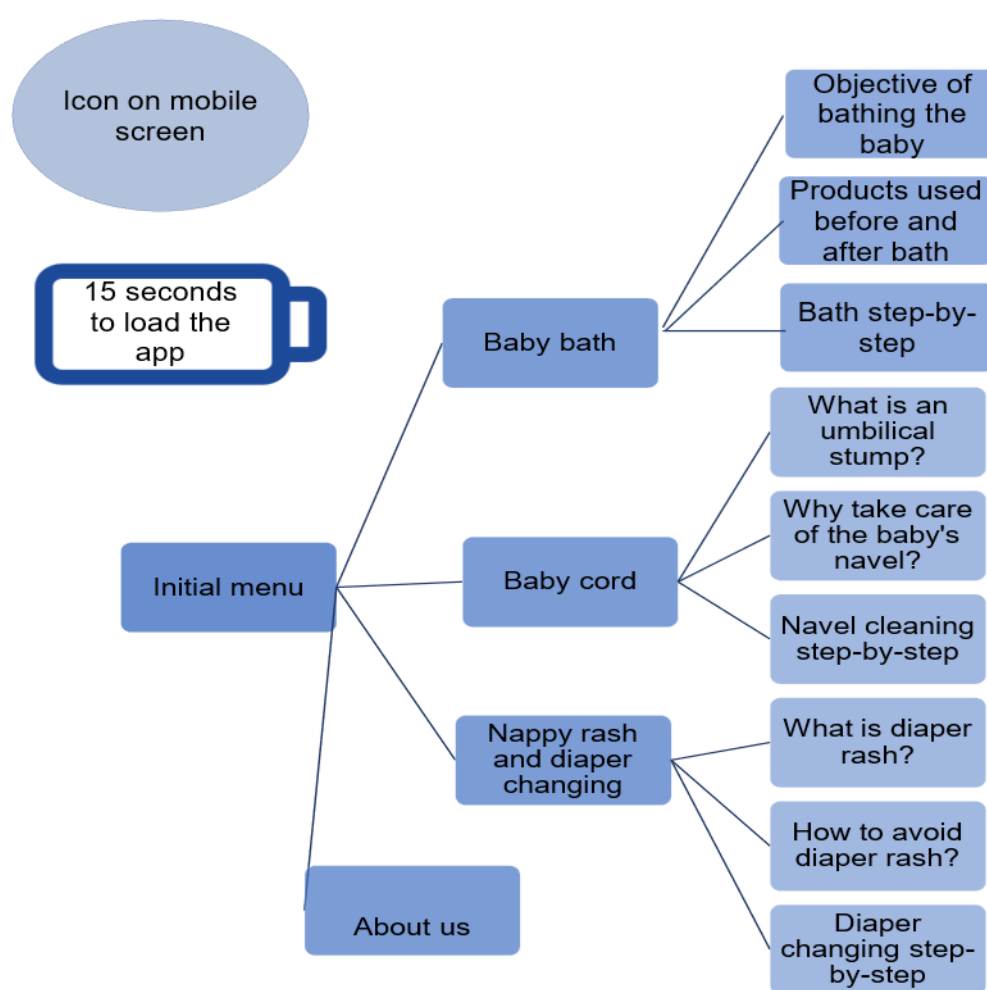 Icon on mobile
screen
15 seconds
to load the
app
Initial menu
Baby bath
Baby cord
Nappy rash
and diaper
changing
About us
Objective of
bathing the
baby
Products used
before and
after bath
Bath step-by-
step
What is an
umbilical
stump?
Why take care
of the baby's
navel?
Navel cleaning
step-by-step
What is diaper
rash?
How to avoid
diaper rash?
Diaper
changing step-
by-step